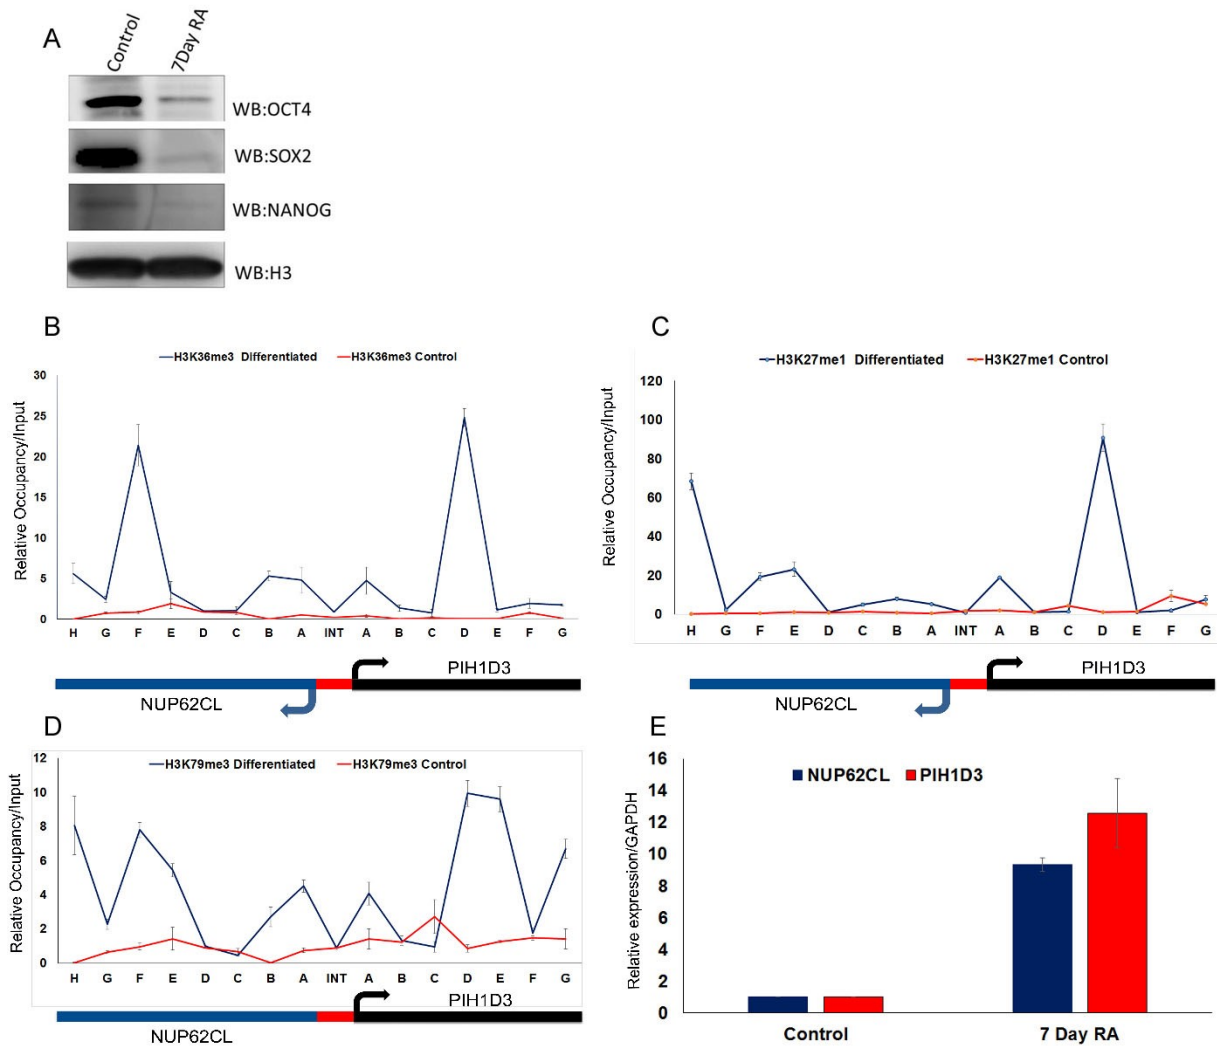 A
Control
7Day RA
WB:OCT4
WB:SOX2
WB:NANOG
WB:H3
B
H3K36me3 Differentiated
H3K36me3 Control
Relative Occupancy/Input
30
25
20
15
10
5
0
H G F E D C B A INT A B C D E F G
PIH1D3
NUP62CL
C
H3K27me1 Differentiated
H3K27me1 Control
Relative Occupancy/Input
120
100
80
60
40
20
0
H G F E D C B A INT A B C D E F G
PIH1D3
NUP62CL
D
H3K79me3 Differentiated
H3K79me3 Control
Relative Occupancy/Input
12
10
8
6
4
2
0
H G F E D C B A INT A B C D E F G
PIH1D3
NUP62CL
E
NUP62CL
PIH1D3
Relative expression/GAPDH
16
14
12
10
8
6
4
2
0
Control
7 Day RA